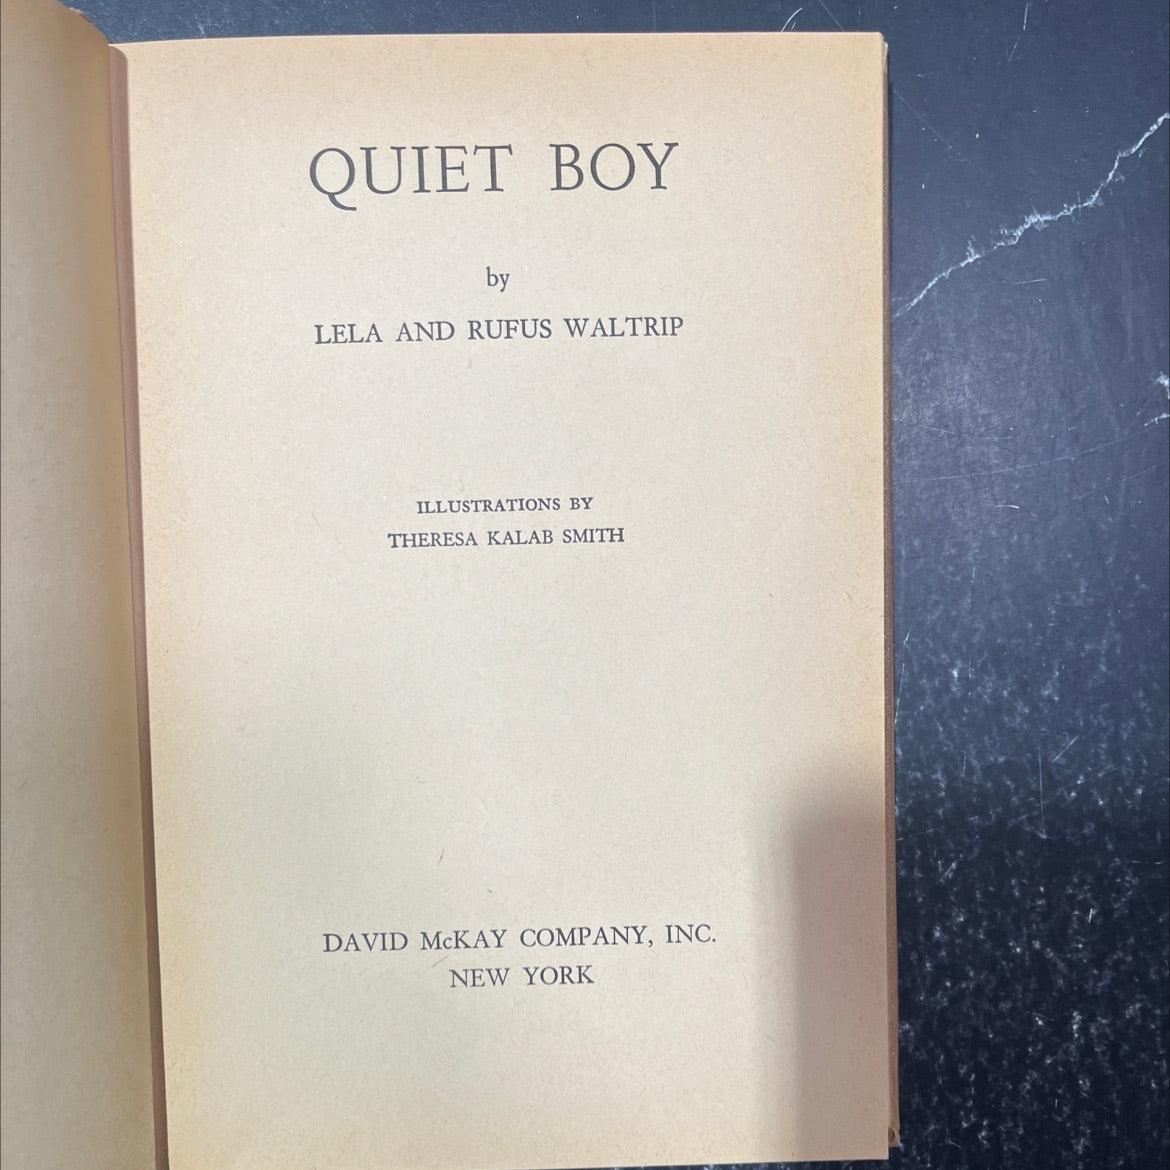 QUIET BOY
by
LELA AND RUFUS WALTRIP
ILLUSTRATIONS BY
THERESA KALAB SMITH
DAVID McKAY COMPANY, INC.
NEW YORK